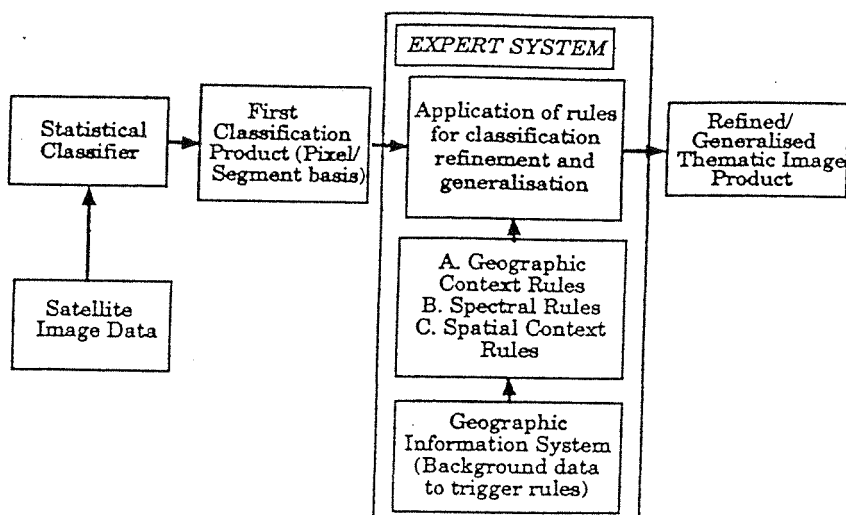 EXPERT SYSTEM
Statistical
Classifier
First
Classification
Product (Pixel/
Segment basis)
Application of rules
for classification
refinement and
generalisation
Refined/
Generalised
Thematic Image
Product
Satellite
Image Data
A. Geographic
Context Rules
B. Spectral Rules
C. Spatial Context
Rules
Geographic
Information System
(Background data
to trigger rules)